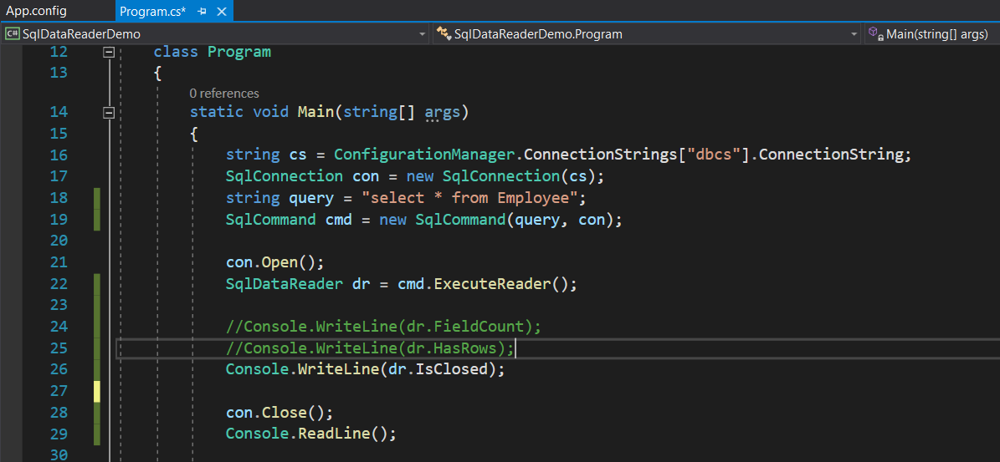 App.config Program.cs*
C# SqlDataReaderDemo SqlDataReaderDemo.Program Main(string[] args)
12 class Program
13 {
0 references
14 static void Main(string[] args)
15 {
16 string cs = ConfigurationManager.ConnectionStrings["dbcs"].ConnectionString;
17 SqlConnection con = new SqlConnection(cs);
18 string query = "select * from Employee";
19 SqlCommand cmd = new SqlCommand(query, con);
20
21 con.Open();
22 SqlDataReader dr = cmd.ExecuteReader();
23
24 //Console.WriteLine(dr.FieldCount);
25 //Console.WriteLine(dr.HasRows);
26 Console.WriteLine(dr.IsClosed);
27
28 con.Close();
29 Console.ReadLine();
30